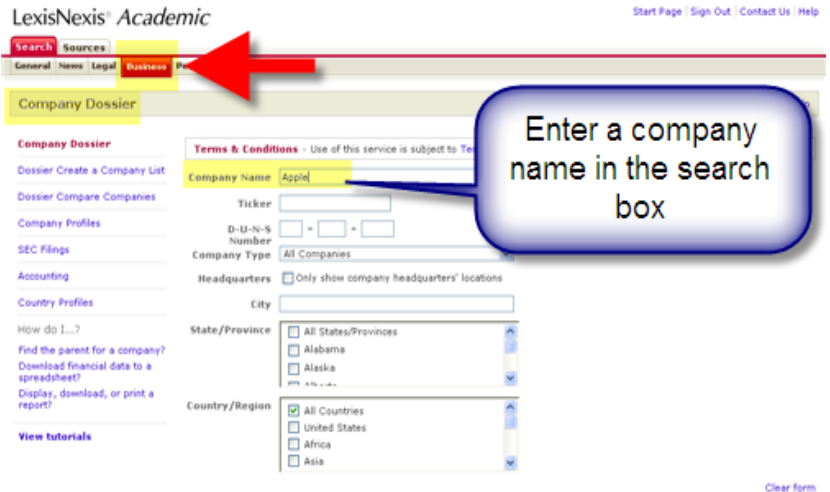 LexisNexis® Academic
Start Page | Sign Out | Contact Us | Help
Search Sources
General News Legal Business
Company Dossier
Enter a company
name in the search
box
Company Dossier
Terms & Conditions - Use of this service is subject to
Dossier Create a Company List
Company Name Apple
Dossier Compare Companies
Ticker
Company Profiles
D-U-N-S
Number
- -
SEC Filings
Company Type All Companies
Accounting
Headquarters Only show company headquarters' locations
Country Profiles
City
How do I...?
Find the parent for a company?
Download financial data to a
spreadsheet?
Display, download, or print a
report?
View tutorials
State/Province
All States/Provinces
Alabama
Alaska
Alberta
Country/Region
All Countries
United States
Africa
Asia
Clear form